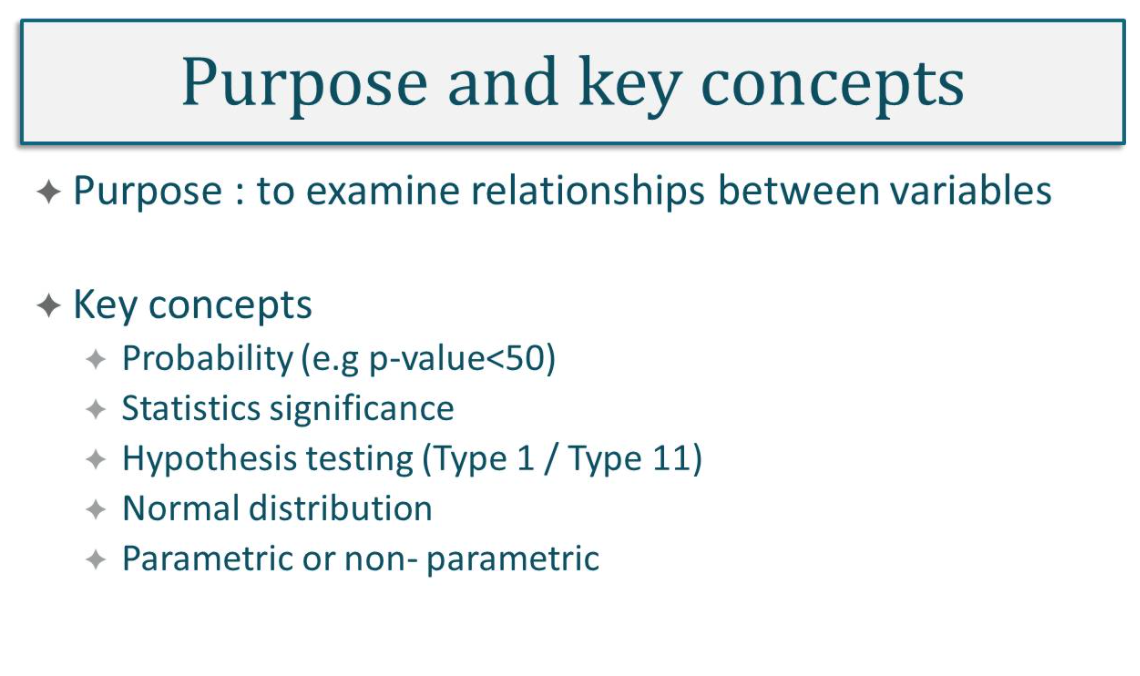 Purpose and key concepts
Purpose : to examine relationships between variables
Key concepts
Probability (e.g p-value<50)
Statistics significance
Hypothesis testing (Type 1 / Type 11)
Normal distribution
Parametric or non- parametric